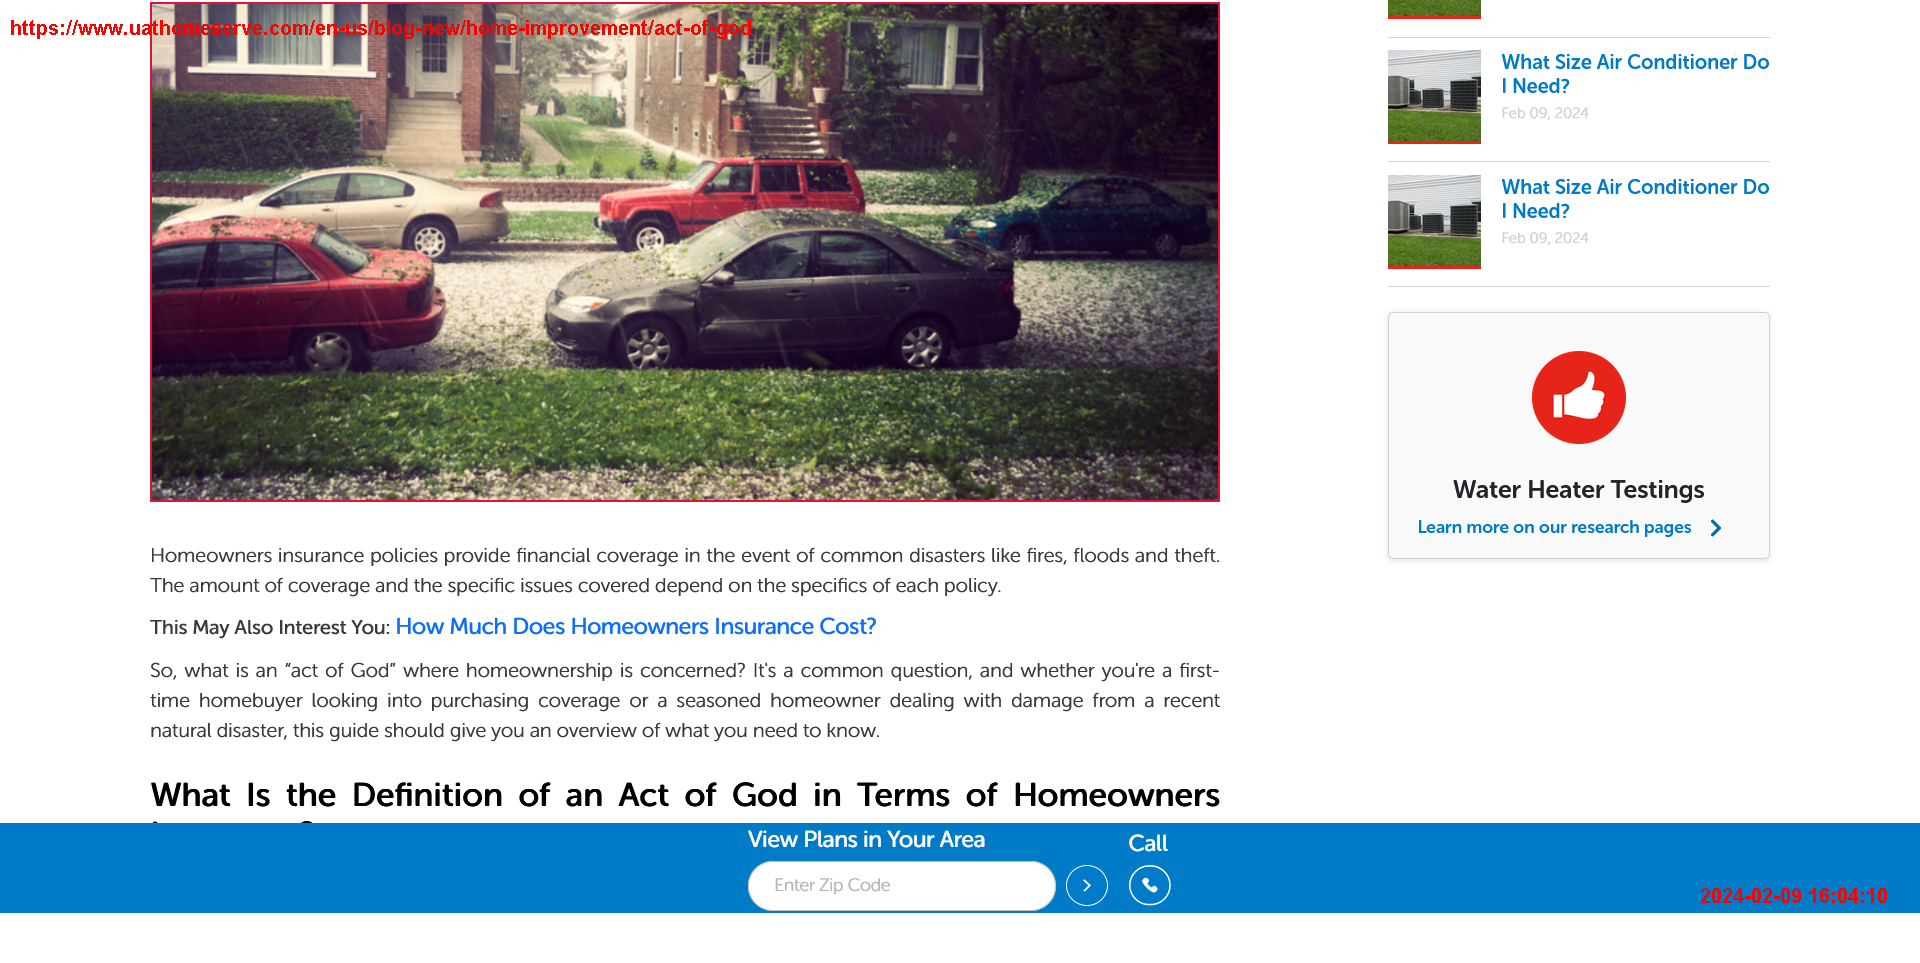 https://www.uathomeserve.com/en-us/blog-new/home-improvement/act-of-god
Homeowners insurance policies provide financial coverage in the event of common disasters like fires, floods and theft.
The amount of coverage and the specific issues covered depend on the specifics of each policy.
This May Also Interest You: How Much Does Homeowners Insurance Cost?
So, what is an “act of God” where homeownership is concerned? It's a common question, and whether you're a first-
time homebuyer looking into purchasing coverage or a seasoned homeowner dealing with damage from a recent
natural disaster, this guide should give you an overview of what you need to know.
What Is the Definition of an Act of God in Terms of Homeowners
What Size Air Conditioner Do
I Need?
Feb 09, 2024
What Size Air Conditioner Do
I Need?
Feb 09, 2024
Water Heater Testings
Learn more on our research pages
View Plans in Your Area
Enter Zip Code
Call
2024-02-09 16:04:10